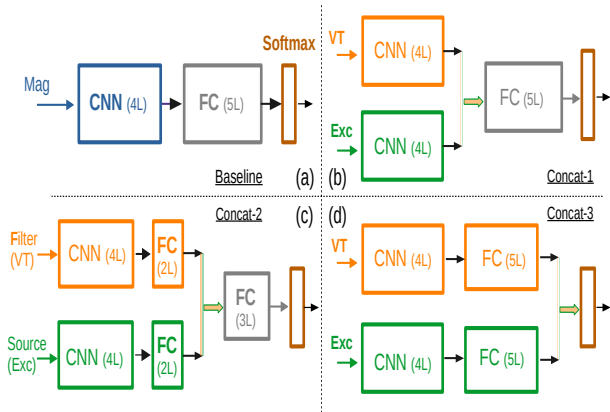 Softmax
Mag
CNN (4L)
FC (5L)
Baseline
(a)
VT
CNN (4L)
Exc
CNN (4L)
FC (5L)
(b)
Concat-1
Concat-2
(c)
Filter
(VT)
CNN (4L)
FC
(2L)
Source
(Exc)
CNN (4L)
FC
(2L)
FC
(3L)
(d)
Concat-3
VT
CNN (4L)
FC (5L)
Exc
CNN (4L)
FC (5L)